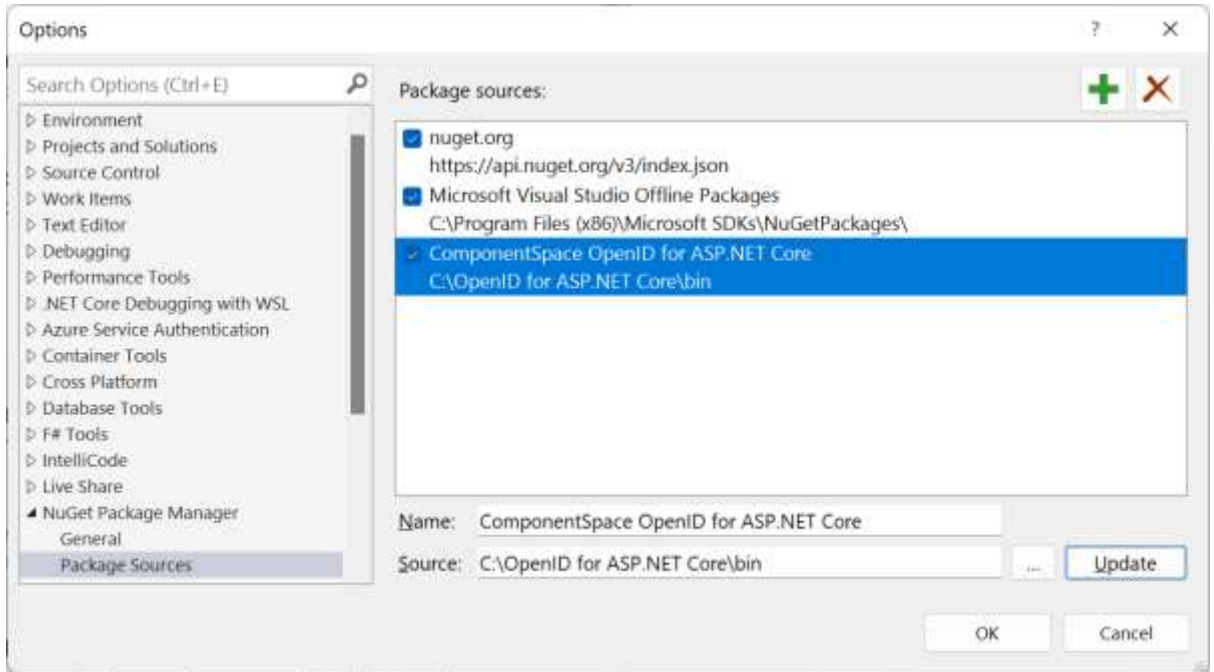 Options
?
Search Options (Ctrl+E)
Environment
Projects and Solutions
Source Control
Work Items
Text Editor
Debugging
Performance Tools
.NET Core Debugging with WSL
Azure Service Authentication
Container Tools
Cross Platform
Database Tools
F# Tools
IntelliCode
Live Share
NuGet Package Manager
General
Package Sources
Package sources:
nuget.org
https://api.nuget.org/v3/index.json
Microsoft Visual Studio Offline Packages
C:\Program Files (x86)\Microsoft SDKs\NuGetPackages\
ComponentSpace OpenID for ASP.NET Core
C:\OpenID for ASP.NET Core\bin
Name: ComponentSpace OpenID for ASP.NET Core
Source: C:\OpenID for ASP.NET Core\bin ... Update
OK Cancel